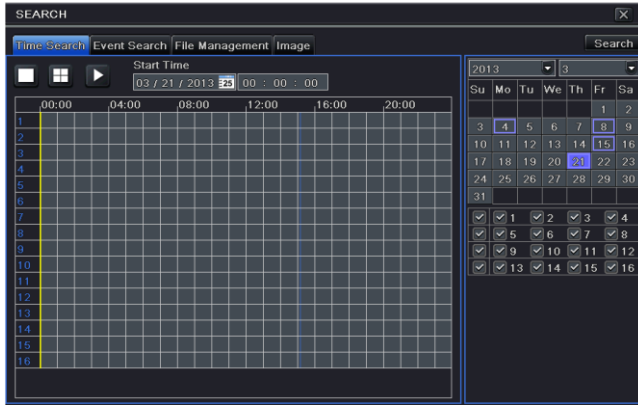 SEARCH
Time Search Event Search File Management Image
Search
Start Time
03 / 21 / 2013 25 00 : 00 : 00
00:00 04:00 08:00 12:00 16:00 20:00
1
2
3
4
5
6
7
8
9
10
11
12
13
14
15
16
2013 3
Su Mo Tu We Th Fr Sa
1 2
3 4 5 6 7 8 9
10 11 12 13 14 15 16
17 18 19 20 21 22 23
24 25 26 27 28 29 30
31
1 2 3 4
5 6 7 8
9 10 11 12
13 14 15 16